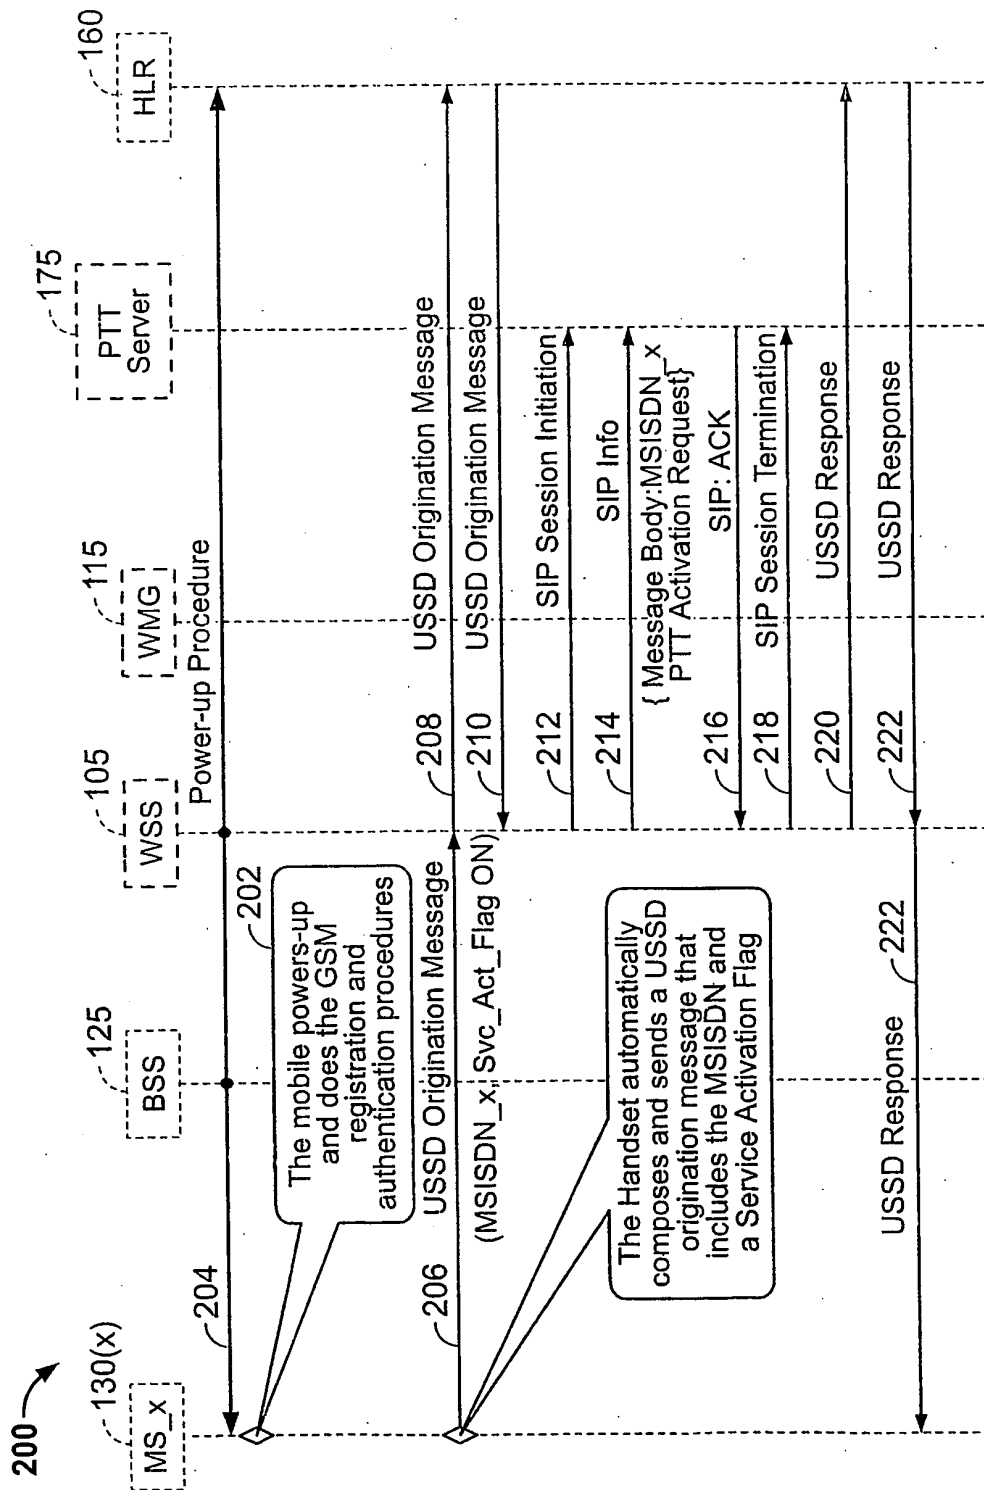 200
MS_x
130(x)
BSS
125
WSS
105
WMG
115
PTT
Server
175
HLR
160
204
Power-up Procedure
202
The mobile powers-up
and does the GSM
registration and
authentication procedures
206
USSD Origination Message
(MSISDN_x, Svc_Act_Flag ON)
208
USSD Origination Message
210
USSD Origination Message
The Handset automatically
composes and sends a USSD
origination message that
includes the MSISDN and
a Service Activation Flag
212
SIP Session Initiation
214
SIP Info
{ Message Body:MSISDN_x
PTT Activation Request}
216
SIP: ACK
218
SIP Session Termination
220
USSD Response
222
USSD Response
USSD Response
222